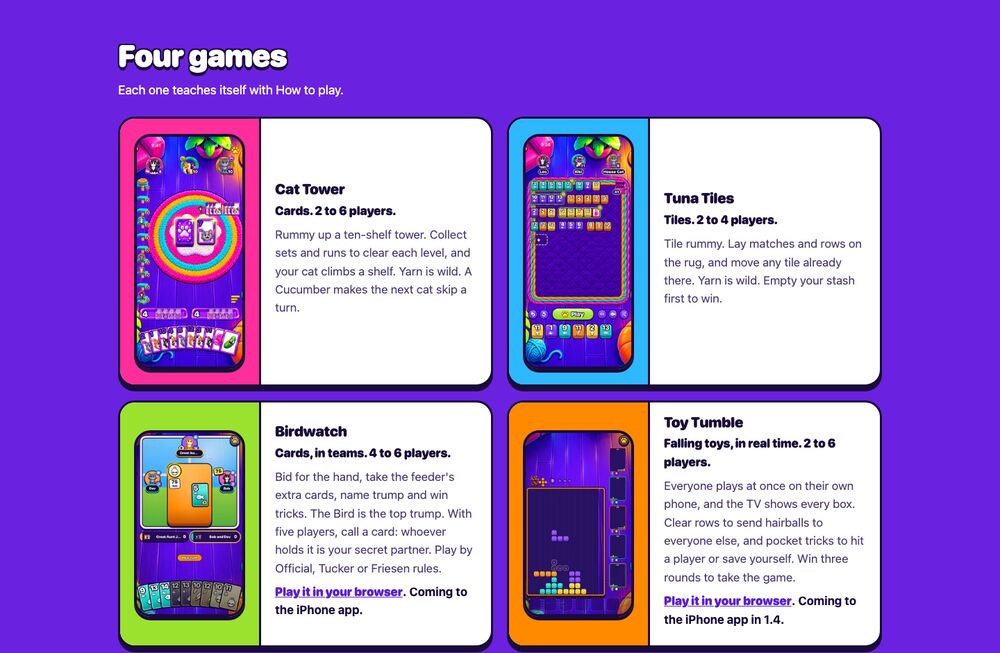 Four games
Each one teaches itself with How to play.
Cat Tower
Cards. 2 to 6 players.
Rummy up a ten-shelf tower. Collect
sets and runs to clear each level, and
your cat climbs a shelf. Yarn is wild. A
Cucumber makes the next cat skip a
turn.
Tuna Tiles
Tiles. 2 to 4 players.
Tile rummy. Lay matches and rows on
the rug, and move any tile already
there. Yarn is wild. Empty your stash
first to win.
Play
House Cat
Birdwatch
Cards, in teams. 4 to 6 players.
Bid for the hand, take the feeder's
extra cards, name trump and win
tricks. The Bird is the top trump. With
five players, call a card: whoever
holds it is your secret partner. Play by
Official, Tucker or Friesen rules.
Play it in your browser. Coming to
the iPhone app.
Toy Tumble
Falling toys, in real time. 2 to 6
players.
Everyone plays at once on their own
phone, and the TV shows every box.
Clear rows to send hairballs to
everyone else, and pocket tricks to hit
a player or save yourself. Win three
rounds to take the game.
Play it in your browser. Coming to
the iPhone app in 1.4.